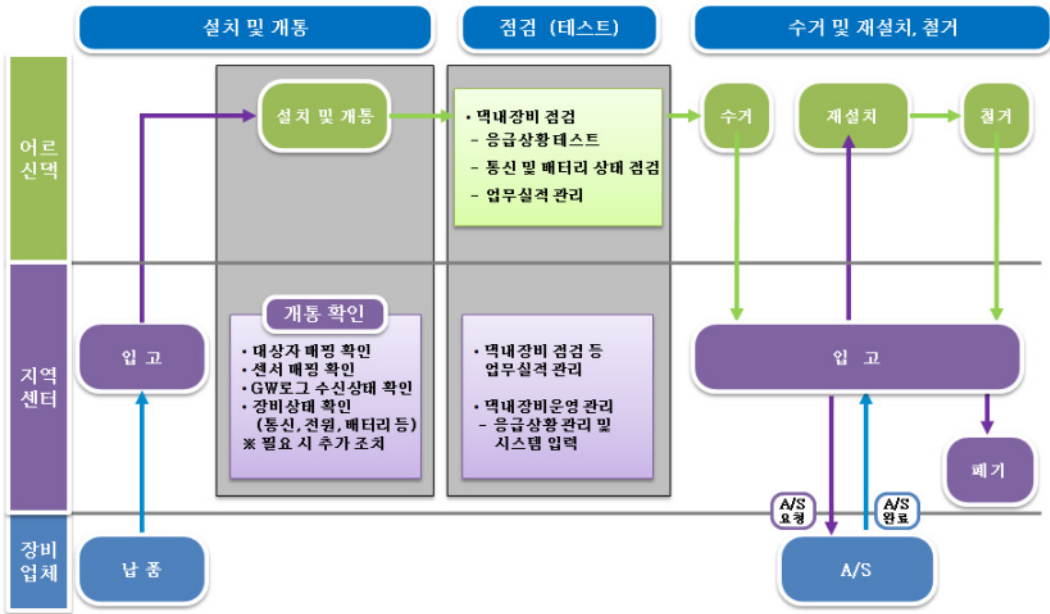 설치 및 개통
점검 (테스트)
수거 및 재설치, 철거
어르
신댁
설치 및 개통
• 댁내장비 점검
- 응급상황 테스트
- 통신 및 배터리 상태 점검
- 업무실적 관리
수거
재설치
철거
지역
센터
입 고
개통 확인
• 대상자 매핑 확인
• 센서 매핑 확인
• GW로그 수신상태 확인
• 장비상태 확인
(통신, 전원, 배터리 등)
※ 필요 시 추가 조치
• 댁내장비 점검 등
업무실적 관리
• 댁내장비운영 관리
- 응급상황 관리 및
시스템 입력
입 고
폐기
A/S
요청
A/S
완료
장비
업체
납 품
A/S